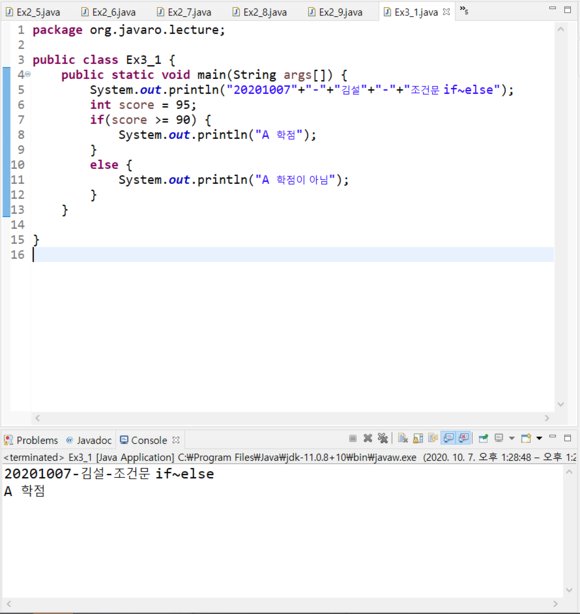 Ex2_5.java Ex2_6.java Ex2_7.java Ex2_8.java Ex2_9.java Ex3_1.java »5
1 package org.javaro.lecture;
2
3 public class Ex3_1 {
4 public static void main(String args[]) {
5 System.out.println("20201007"+"-"+"김설"+"-"+"조건문 if~else");
6 int score = 95;
7 if(score >= 90) {
8 System.out.println("A 학점");
9 }
10 else {
11 System.out.println("A 학점이 아님");
12 }
13 }
14
15 }
16
Problems @ Javadoc Console
<terminated> Ex3_1 [Java Application] C:₩Program Files₩Java₩jdk-11.0.8+10₩bin₩javaw.exe (2020. 10. 7. 오후 1:28:48 – 오후 1:2
20201007-김설-조건문 if~else
A 학점